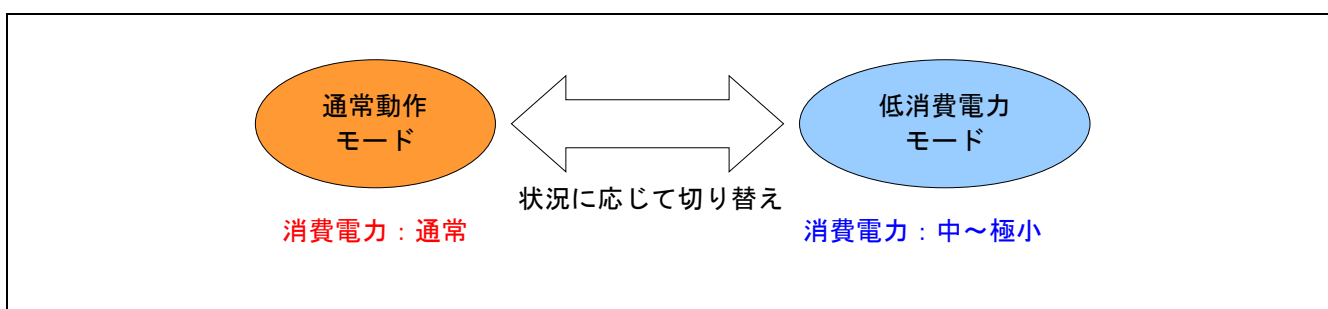 通常動作
モード
低消費電力
モード
状況に応じて切り替え
消費電力：通常
消費電力：中～極小